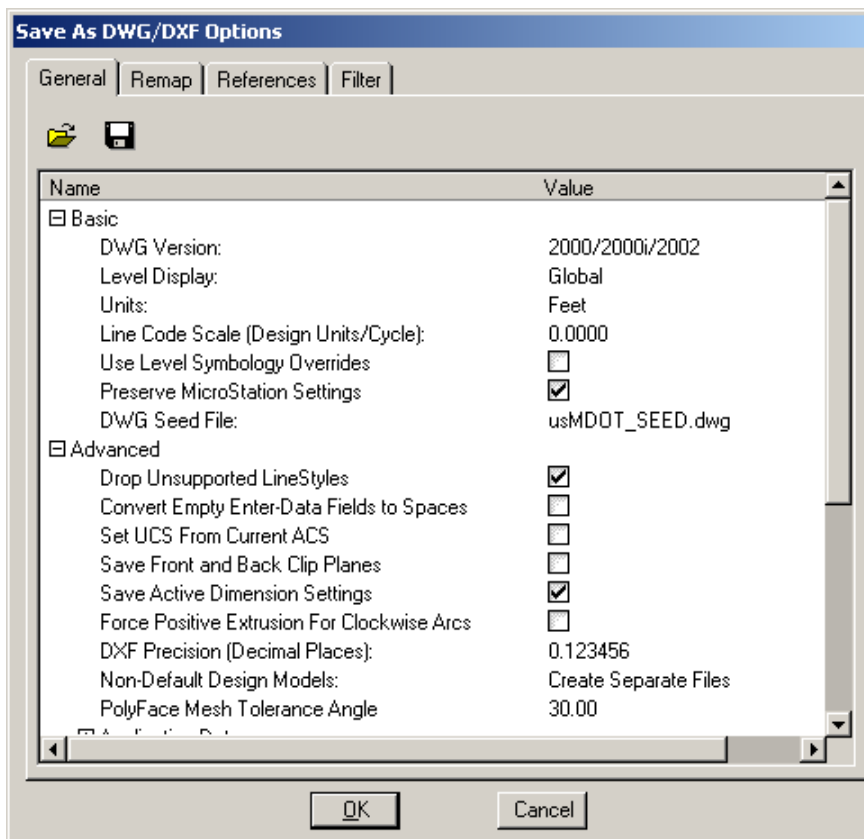 Save As DWG/DXF Options
General Remap References Filter
Name Value
Basic
DWG Version: 2000/2000i/2002
Level Display: Global
Units: Feet
Line Code Scale (Design Units/Cycle): 0.0000
Use Level Symbology Overrides
Preserve MicroStation Settings
DWG Seed File: usMDOT_SEED.dwg
Advanced
Drop Unsupported LineStyles
Convert Empty Enter-Data Fields to Spaces
Set UCS From Current ACS
Save Front and Back Clip Planes
Save Active Dimension Settings
Force Positive Extrusion For Clockwise Arcs
DXF Precision (Decimal Places): 0.123456
Non-Default Design Models: Create Separate Files
PolyFace Mesh Tolerance Angle 30.00
OK Cancel